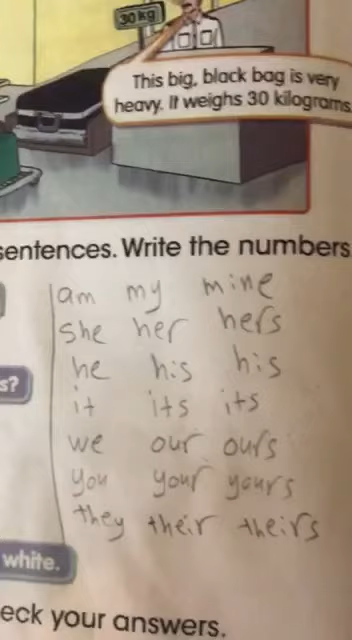 30 kg
This big, black bag is very
heavy. It weighs 30 kilograms
sentences. Write the numbers
am my mine
she her hers
he his his
s?
it its its
we our ours
you your yours
they their theirs
white.
eck your answers.